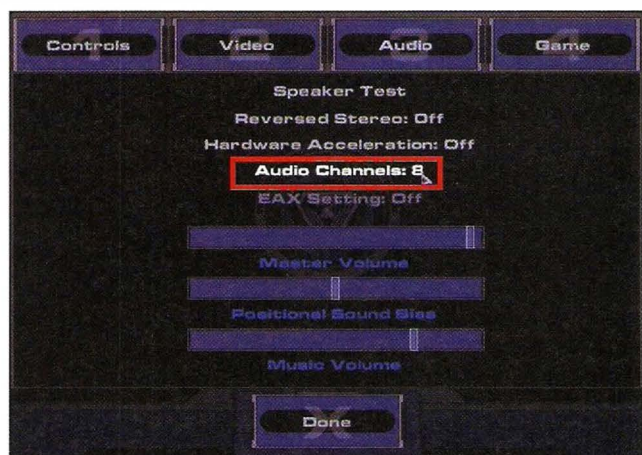 Controls Video Audio Game
Speaker Test
Reversed Stereo: Off
Hardware Acceleration: Off
Audio Channels: 8
EAX Setting: Off
Master Volume
Positional Sound Bias
Music Volume
Done